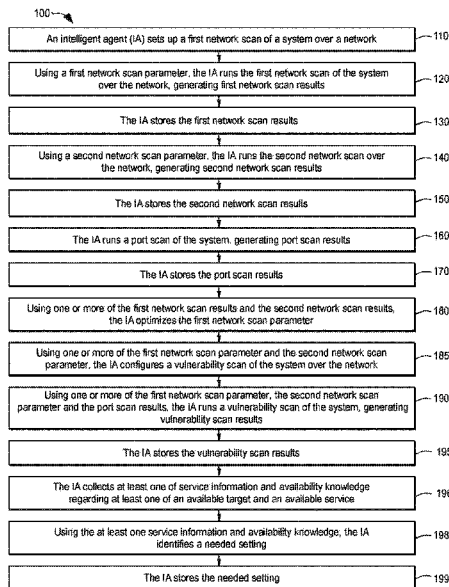 100
An intelligent agent (IA) sets up a first network scan of a system over a network
110
Using a first network scan parameter, the IA runs the first network scan of the system
over the network, generating first network scan results
120
The IA stores the first network scan results
130
Using a second network scan parameter, the IA runs the second network scan over
the network, generating second network scan results
140
The IA stores the second network scan results
150
The IA runs a port scan of the system, generating port scan results
160
The IA stores the port scan results
170
Using one or more of the first network scan results and the second network scan results,
the IA optimizes the first network scan parameter
180
Using one or more of the first network scan parameter and the second network scan
parameter, the IA configures a vulnerability scan of the system over the network
185
Using one or more of the first network scan parameter, the second network scan
parameter and the port scan results, the IA runs a vulnerability scan of the system, generating
vulnerability scan results
190
The IA stores the vulnerability scan results
195
The IA collects at least one of service information and availability knowledge
regarding at least one of an available target and an available service
196
Using the at least one service information and availability knowledge, the IA
identifies a needed setting
198
The IA stores the needed setting
199